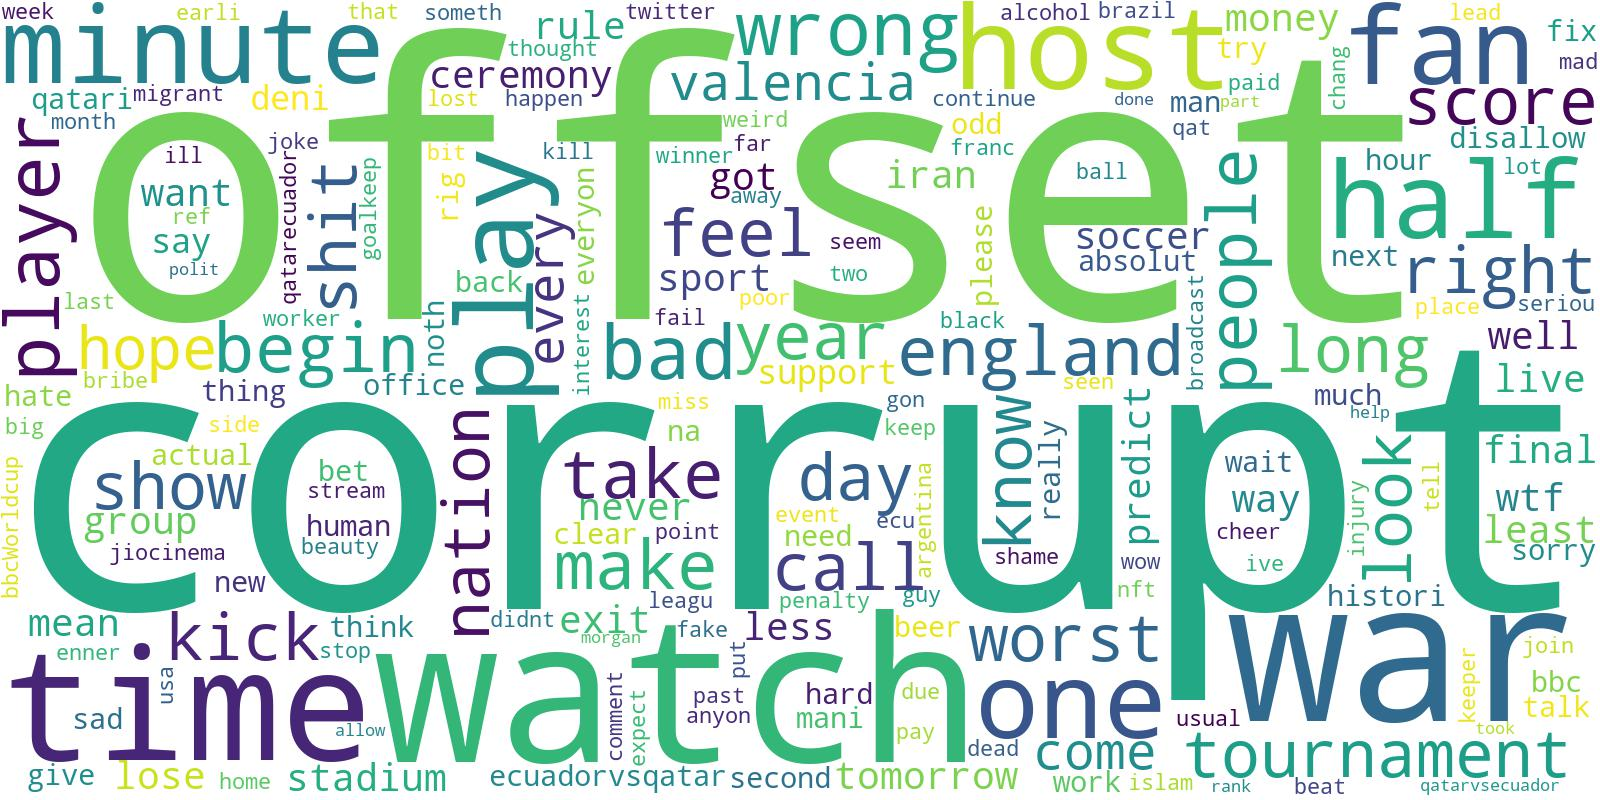 week
earli
that
someth
rule
twitter
wrong
host
alcohol
brazil
money
lead
fan
fix
minute
thought
ceremony
valencia
try
mad
qatari
migrant
deni
lost
happen
continue
done
man
part
paid
chang
score
month
joke
weird
odd
qat
disallow
offset
ill
bit
kill
winner
far
franc
hour
lot
player
want
ref
say
polit
qatarecuador
shit
goalkeep
rig
play
every
everyon
got
away
iran
ball
people
half
feel
seem
please
soccer
absolut
next
right
last
back
sport
two
poor
place
seriou
worker
noth
interest
fail
black
broadcast
hope
begin
bad
year
england
long
well
hate
bribe
thing
office
support
seen
much
live
big
side
nation
miss
na
gon
keep
know
really
predict
help
look
final
actual
show
bet
stream
take
day
wait
way
tell
wtf
bbcWorldcup
group
human
never
event
ecu
argentina
least
jiocinema
beauty
clear
point
need
shame
wow
cheer
injury
sorry
new
make
call
ive
nft
corrupt
leagu
penalty
guy
histori
mean
kick
think
didnt
exit
morgan
fake
less
beer
worst
war
enner
stop
put
keeper
join
time
usa
watch
past
hard
due
one
bbc
sad
allow
comment
expect
anyon
mani
pay
usual
talk
took
dead
come
tournament
give
lose
home
stadium
ecuadorvsqatar
second
tomorrow
work
islam
rank
beat
qatarvsecuador